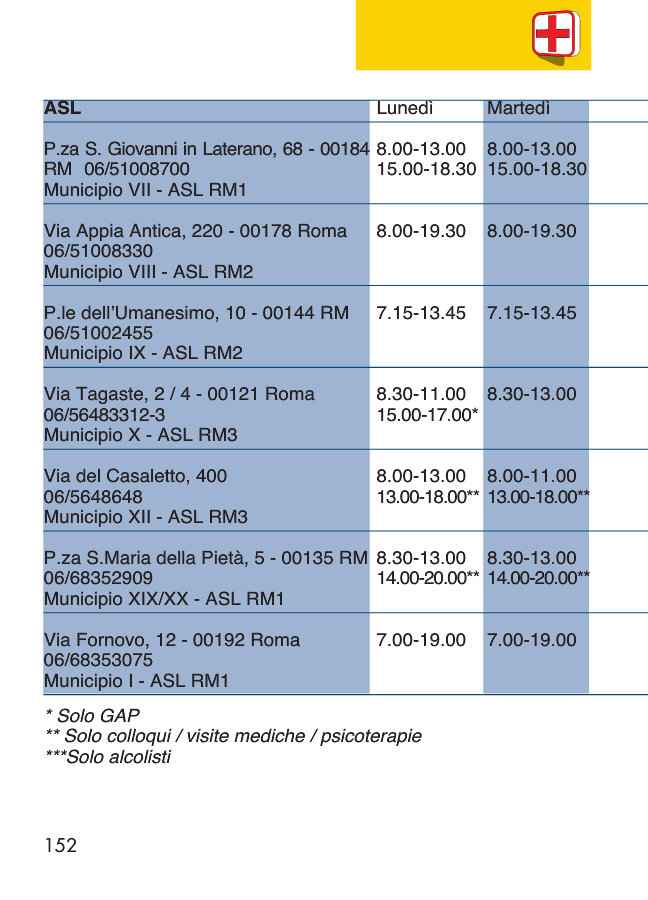 ASL Lunedì Martedì
P.za S. Giovanni in Laterano, 68 - 00184 8.00-13.00 8.00-13.00
RM 06/51008700 15.00-18.30 15.00-18.30
Municipio VII - ASL RM1
Via Appia Antica, 220 - 00178 Roma 8.00-19.30 8.00-19.30
06/51008330
Municipio VIII - ASL RM2
P.le dell'Umanesimo, 10 - 00144 RM 7.15-13.45 7.15-13.45
06/51002455
Municipio IX - ASL RM2
Via Tagaste, 2 / 4 - 00121 Roma 8.30-11.00 8.30-13.00
06/56483312-3 15.00-17.00*
Municipio X - ASL RM3
Via del Casaletto, 400 8.00-13.00 8.00-11.00
06/5648648 13.00-18.00** 13.00-18.00**
Municipio XII - ASL RM3
P.za S.Maria della Pietà, 5 - 00135 RM 8.30-13.00 8.30-13.00
06/68352909 14.00-20.00** 14.00-20.00**
Municipio XIX/XX - ASL RM1
Via Fornovo, 12 - 00192 Roma 7.00-19.00 7.00-19.00
06/68353075
Municipio I - ASL RM1
* Solo GAP
** Solo colloqui / visite mediche / psicoterapie
***Solo alcolisti
152